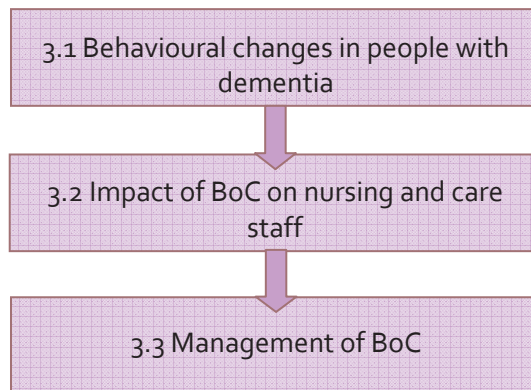 3.1 Behavioural changes in people with
dementia
3.2 Impact of BoC on nursing and care
staff
3.3 Management of BoC